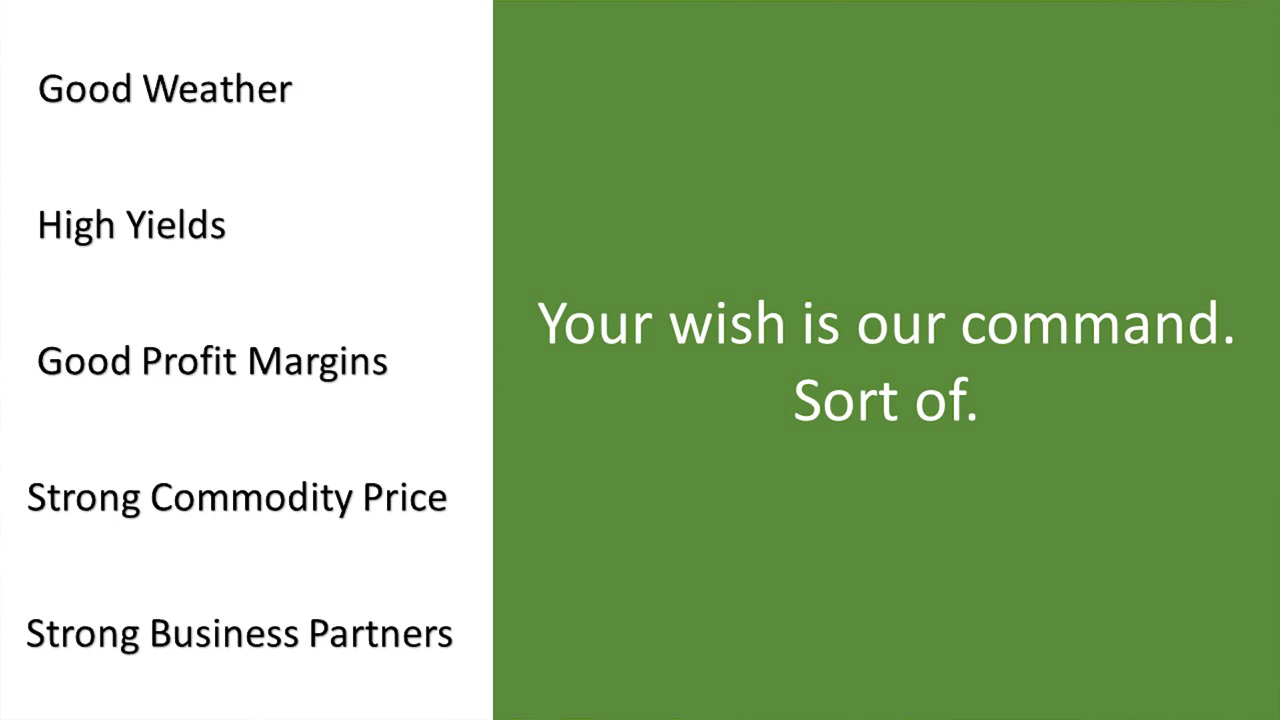 Good Weather
High Yields
Good Profit Margins
Strong Commodity Price
Strong Business Partners
Your wish is our command.
Sort of.